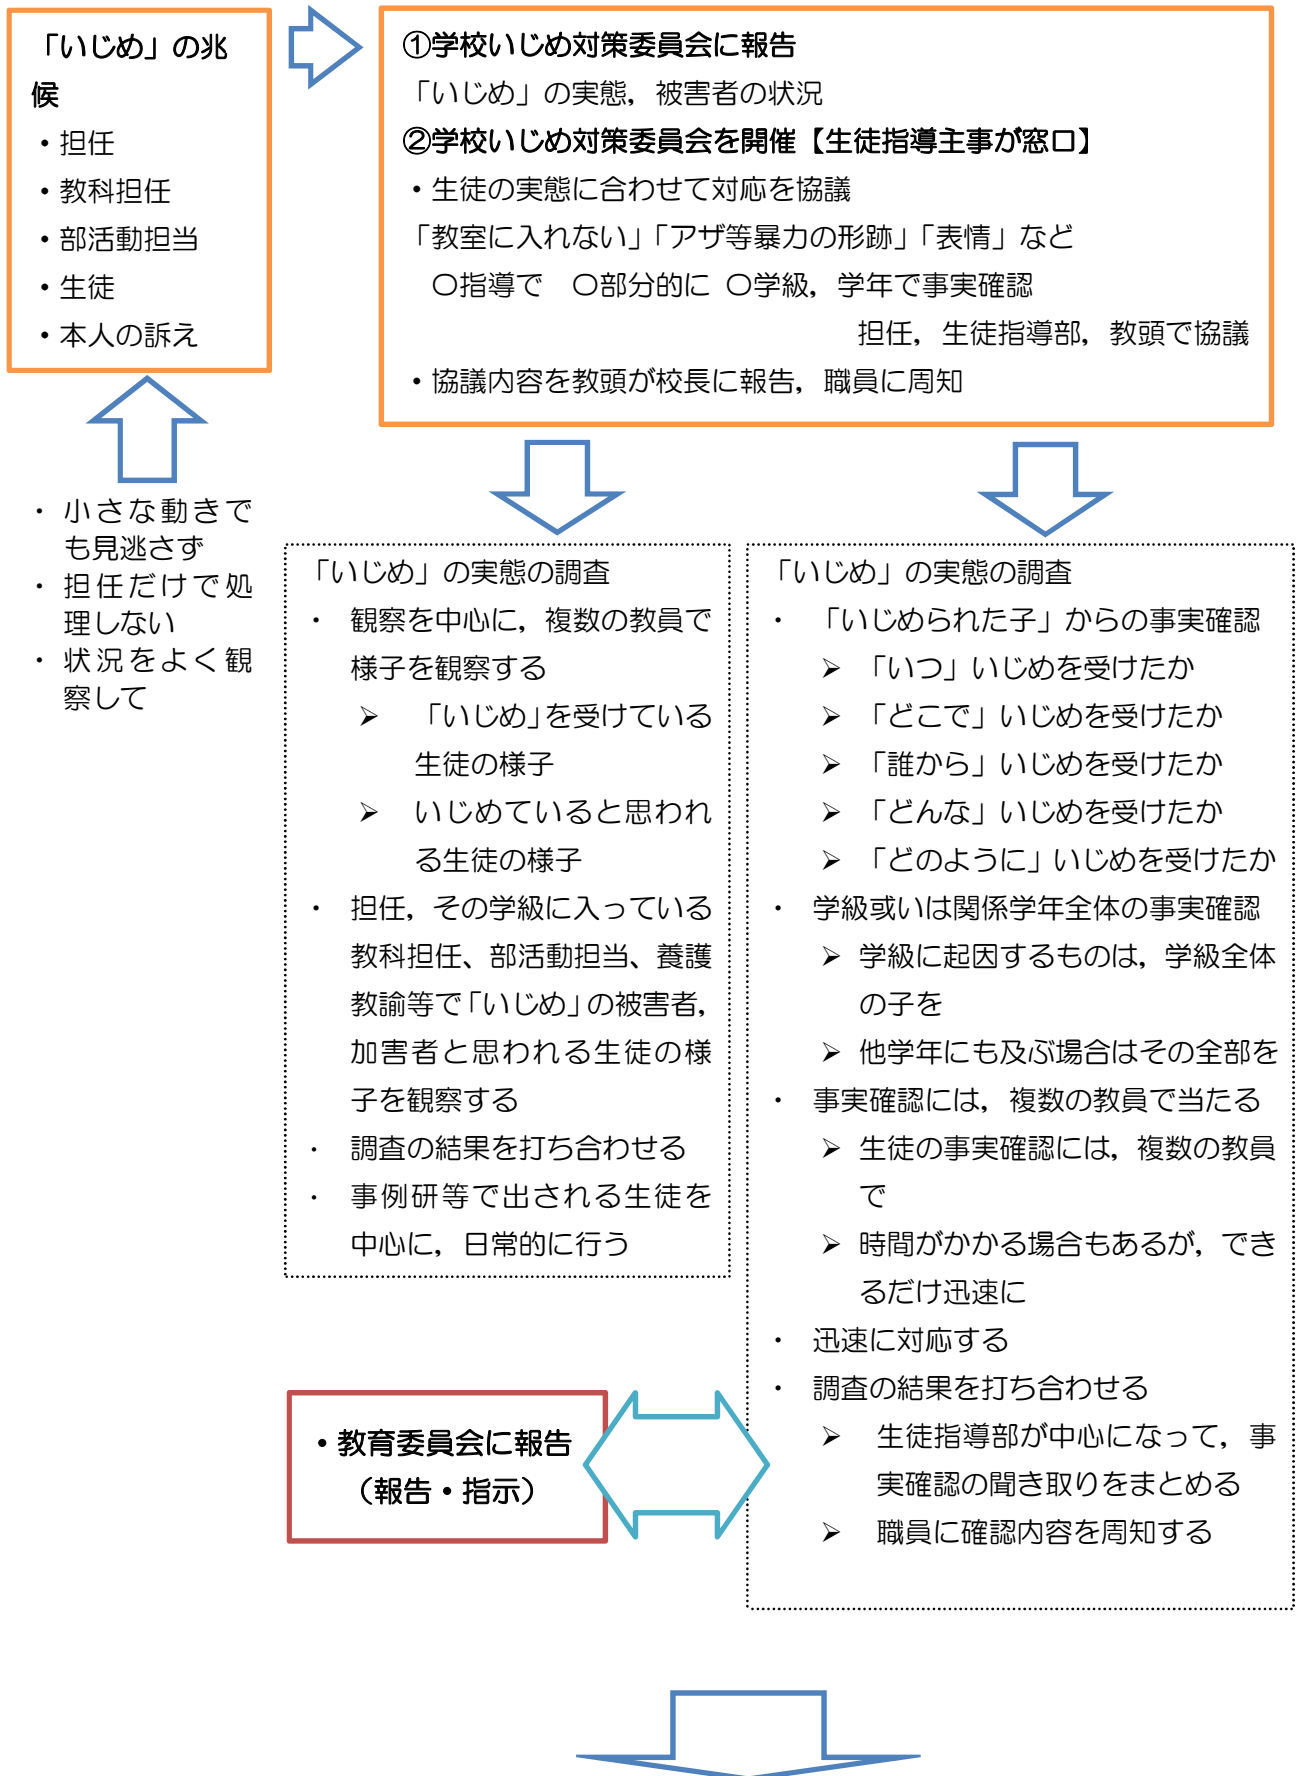 「いじめ」の兆
候
・担任
・教科担任
・部活動担当
・生徒
・本人の訴え
①学校いじめ対策委員会に報告
「いじめ」の実態，被害者の状況
②学校いじめ対策委員会を開催【生徒指導主事が窓口】
・生徒の実態に合わせて対応を協議
「教室に入れない」「アザ等暴力の形跡」「表情」など
〇指導で　〇部分的に 〇学級，学年で事実確認
担任，生徒指導部，教頭で協議
・協議内容を教頭が校長に報告，職員に周知
・ 小さな動きで
も見逃さず
・ 担任だけで処
理しない
・ 状況をよく観
察して
「いじめ」の実態の調査
・ 観察を中心に，複数の教員で
様子を観察する
➢ 「いじめ」を受けている
生徒の様子
➢ いじめていると思われ
る生徒の様子
・ 担任，その学級に入っている
教科担任、部活動担当、養護
教諭等で「いじめ」の被害者，
加害者と思われる生徒の様
子を観察する
・ 調査の結果を打ち合わせる
・ 事例研等で出される生徒を
中心に，日常的に行う
「いじめ」の実態の調査
・ 「いじめられた子」からの事実確認
➢ 「いつ」いじめを受けたか
➢ 「どこで」いじめを受けたか
➢ 「誰から」いじめを受けたか
➢ 「どんな」いじめを受けたか
➢ 「どのように」いじめを受けたか
・ 学級或いは関係学年全体の事実確認
➢ 学級に起因するものは，学級全体
の子を
➢ 他学年にも及ぶ場合はその全部を
・ 事実確認には，複数の教員で当たる
➢ 生徒の事実確認には，複数の教員
で
➢ 時間がかかる場合もあるが，でき
るだけ迅速に
・ 迅速に対応する
・ 調査の結果を打ち合わせる
➢ 生徒指導部が中心になって，事
実確認の聞き取りをまとめる
➢ 職員に確認内容を周知する
・教育委員会に報告
（報告・指示）